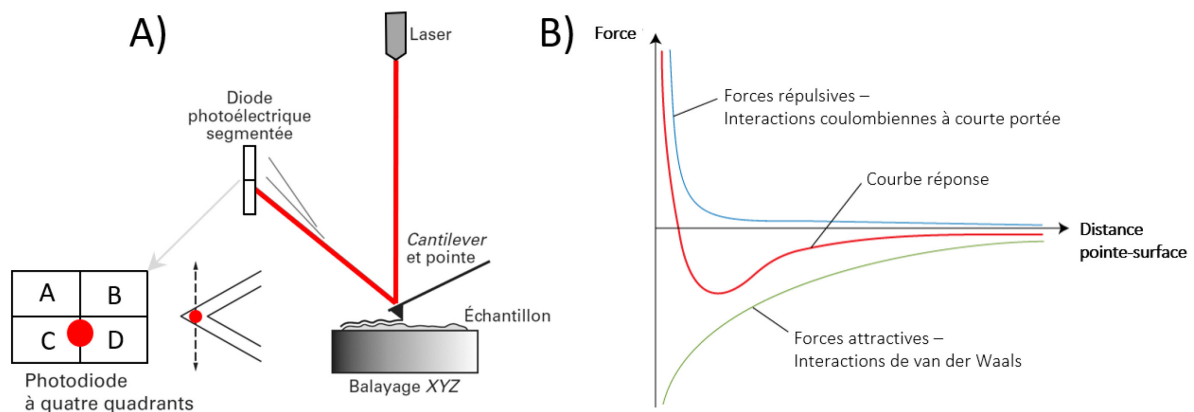 A)
Laser
Diode
photoélectrique
segmentée
Cantilever
et pointe
Échantillon
Balayage XYZ
A
B
C
D
Photodiode
à quatre quadrants
B)
Force
Forces répulsives –
Interactions coulombiennes à courte portée
Courbe réponse
Distance
pointe-surface
Forces attractives –
Interactions de van der Waals